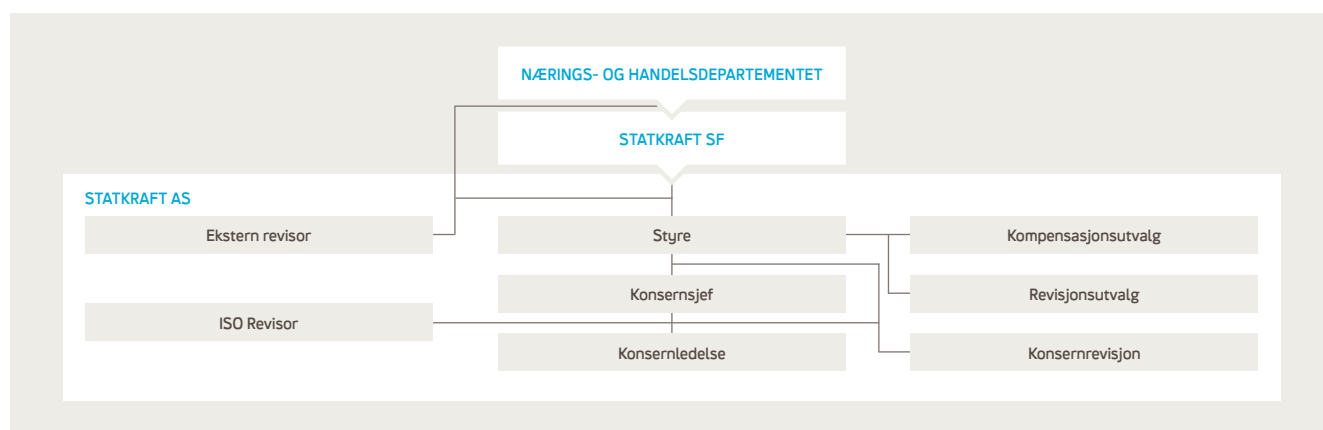 NÆRINGS- OG HANDELSDEPARTEMENTET
STATKRAFT SF
STATKRAFT AS
Ekstern revisor
Styre
Kompensasjonsutvalg
Konsernsjef
Revisjonsutvalg
ISO Revisor
Konsernledelse
Konsernrevisjon